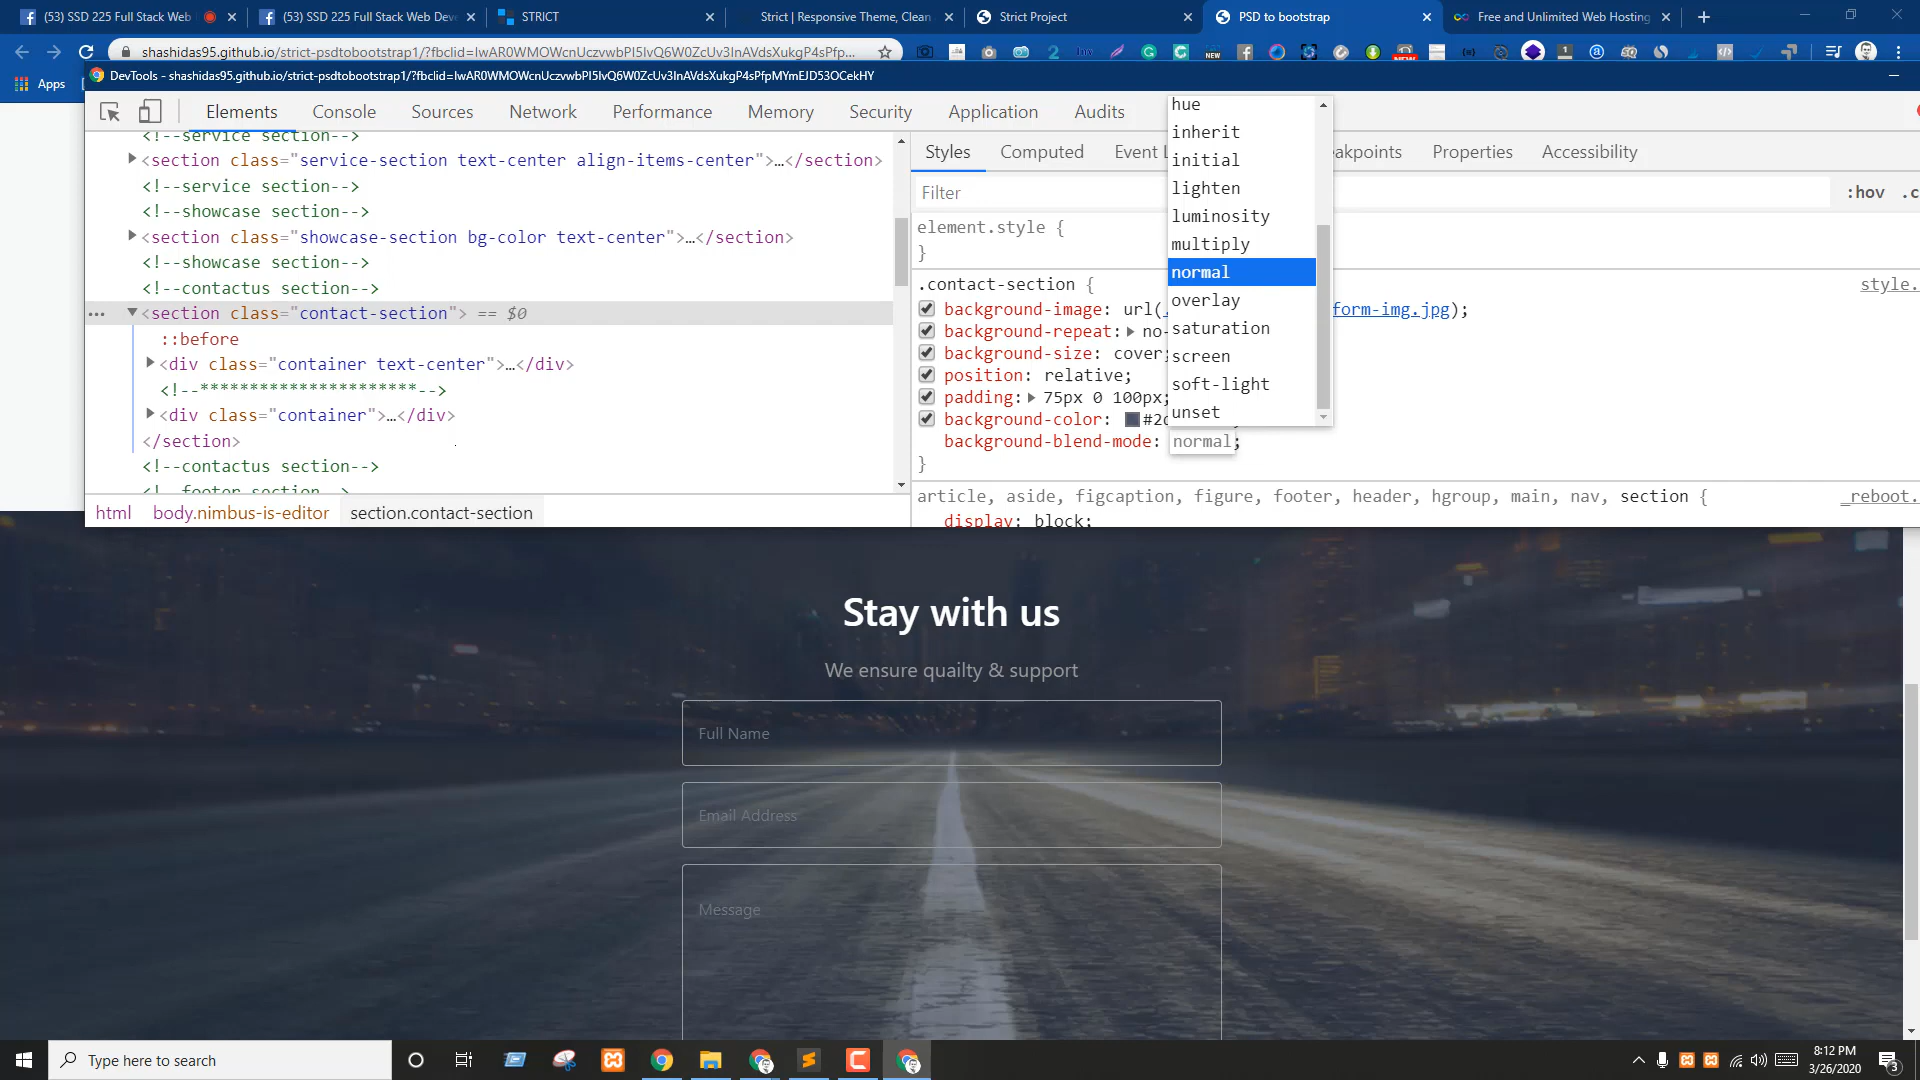 (53) SSD 225 Full Stack Web
(53) SSD 225 Full Stack Web Deve
STRICT
Strict | Responsive Theme, Clean
Strict Project
PSD to bootstrap
Free and Unlimited Web Hosting
shashidas95.github.io/strict-psdtobootstrap1/?fbclid=IwAR0WMOWcnUczvwbPI5lvQ6W0ZcUv3InAVdsXukgP4sPfp...
Apps
DevTools - shashidas95.github.io/strict-psdtobootstrap1/?fbclid=IwAR0WMOWcnUczvwbPI5lvQ6W0ZcUv3InAVdsXukgP4sPfpMYmEJD53OCekHY
Elements Console Sources Network Performance Memory Security Application Audits
<!--service section-->
<section class="service-section text-center align-items-center">…</section>
<!--service section-->
<!--showcase section-->
<section class="showcase-section bg-color text-center">…</section>
<!--showcase section-->
<!--contactus section-->
<section class="contact-section"> == $0
::before
<div class="container text-center">…</div>
<!--**********************-->
<div class="container">…</div>
</section>
<!--contactus section-->
<!--footer section-->
html body.nimbus-is-editor section.contact-section
Styles Computed Event L eakpoints Properties Accessibility
Filter
:hov .c
element.style {
}
.contact-section {
style.
background-image: url( form-img.jpg);
background-repeat: no-
background-size: cover;
position: relative;
padding: 75px 0 100px;
background-color: #2
background-blend-mode: normal;
}
article, aside, figcaption, figure, footer, header, hgroup, main, nav, section {
_reboot.
display: block;
hue
inherit
initial
lighten
luminosity
multiply
normal
overlay
saturation
screen
soft-light
unset
Stay with us
We ensure quailty & support
Full Name
Email Address
Message
Type here to search
8:12 PM
3/26/2020
3